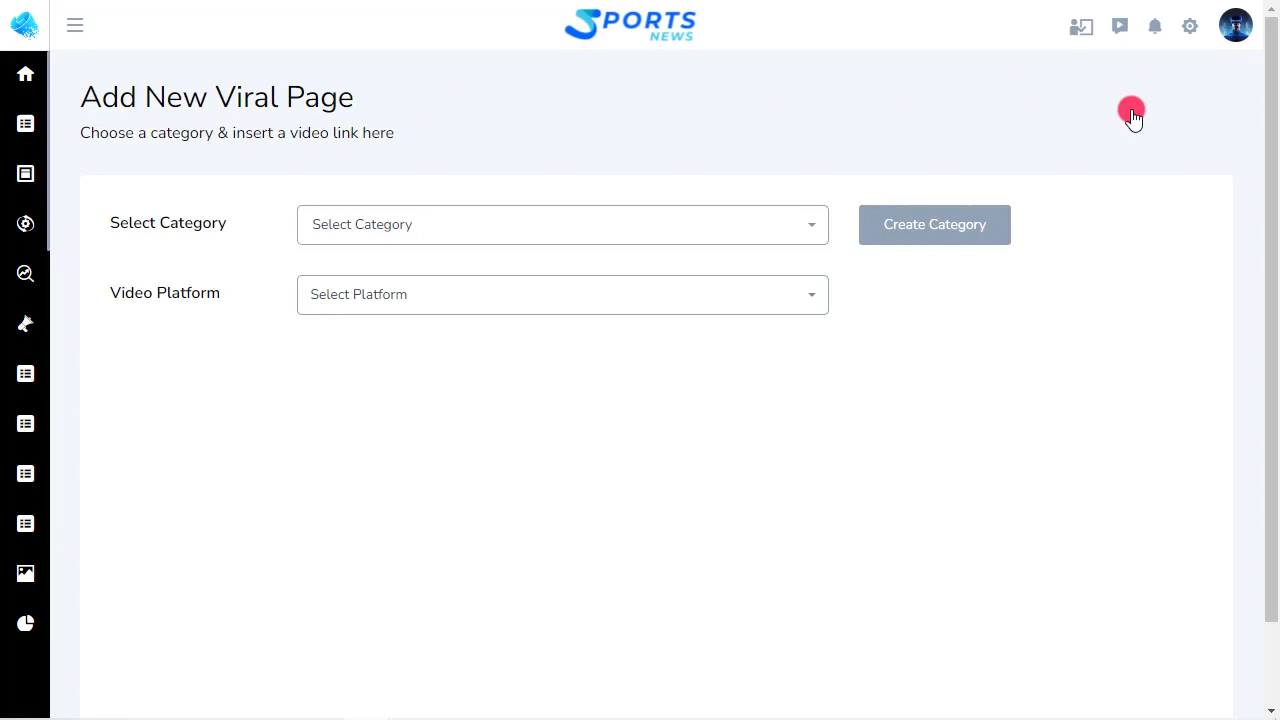 SPORTS
NEWS
Add New Viral Page
Choose a category & insert a video link here
Select Category
Select Category
Create Category
Video Platform
Select Platform